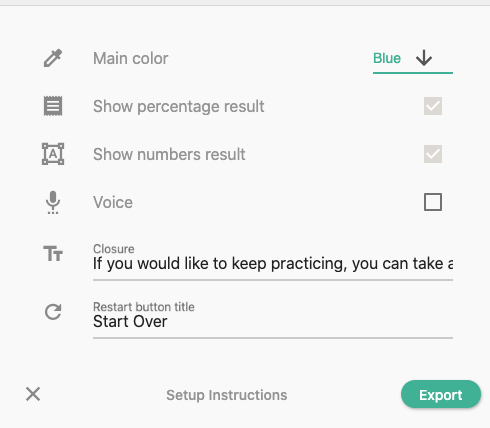 Main color Blue
Show percentage result
Show numbers result
Voice
Closure
If you would like to keep practicing, you can take a
Restart button title
Start Over
Setup Instructions Export